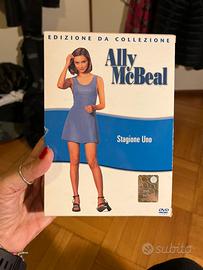 EDIZIONE DA COLLEZIONE
Ally
McBeal
Stagione Uno
DVD
subito